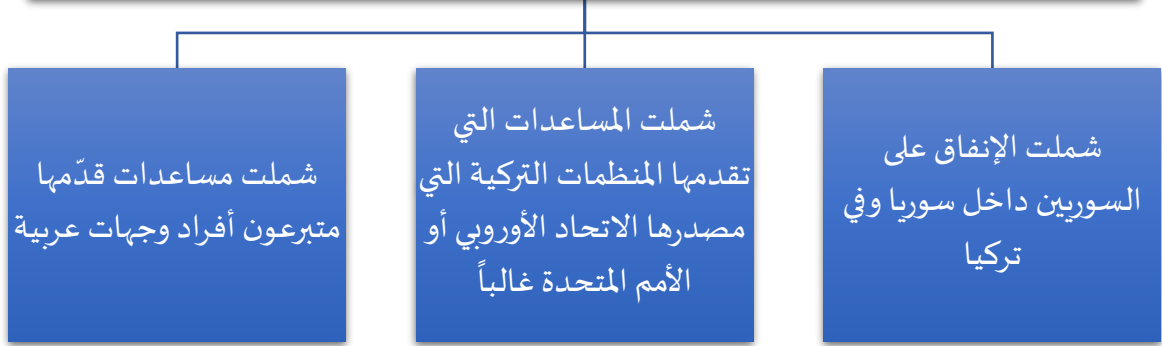 شملت الإنفاق على
السوريين داخل سوريا وفي
تركيا
شملت المساعدات التي
تقدمها المنظمات التركية التي
مصدرها الاتحاد الأوروبي أو
الأمم المتحدة غالباً
شملت مساعدات قدّمها
متبرعون أفراد وجهات عربية